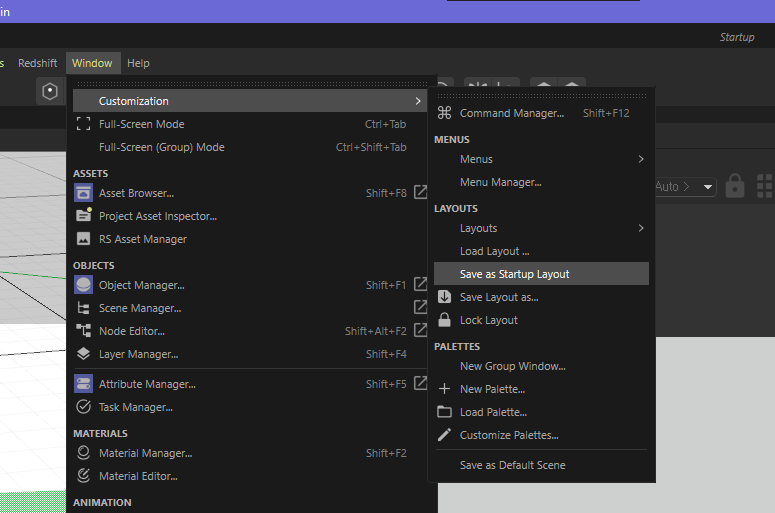 in
Startup
s Redshift Window Help
Customization
Full-Screen Mode Ctrl+Tab
Full-Screen (Group) Mode Ctrl+Shift+Tab
ASSETS
Asset Browser... Shift+F8
Project Asset Inspector...
RS Asset Manager
OBJECTS
Object Manager... Shift+F1
Scene Manager...
Node Editor... Shift+Alt+F2
Layer Manager... Shift+F4
Attribute Manager... Shift+F5
Task Manager...
MATERIALS
Material Manager... Shift+F2
Material Editor...
ANIMATION
Command Manager... Shift+F12
MENUS
Menus
Menu Manager...
LAYOUTS
Layouts
Load Layout ...
Save as Startup Layout
Save Layout as...
Lock Layout
PALETTES
New Group Window...
New Palette...
Load Palette...
Customize Palettes...
Save as Default Scene
Auto >